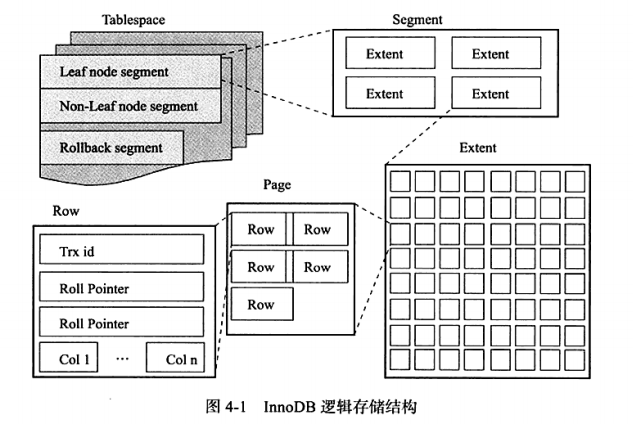 Tablespace
Segment
Leaf node segment
Non-Leaf node segment
Rollback segment
Extent Extent
Extent Extent
Extent
Page
Row Row
Row Row
Row
Row
Trx id
Roll Pointer
Roll Pointer
Col 1 ... Col n
图 4-1 InnoDB 逻辑存储结构